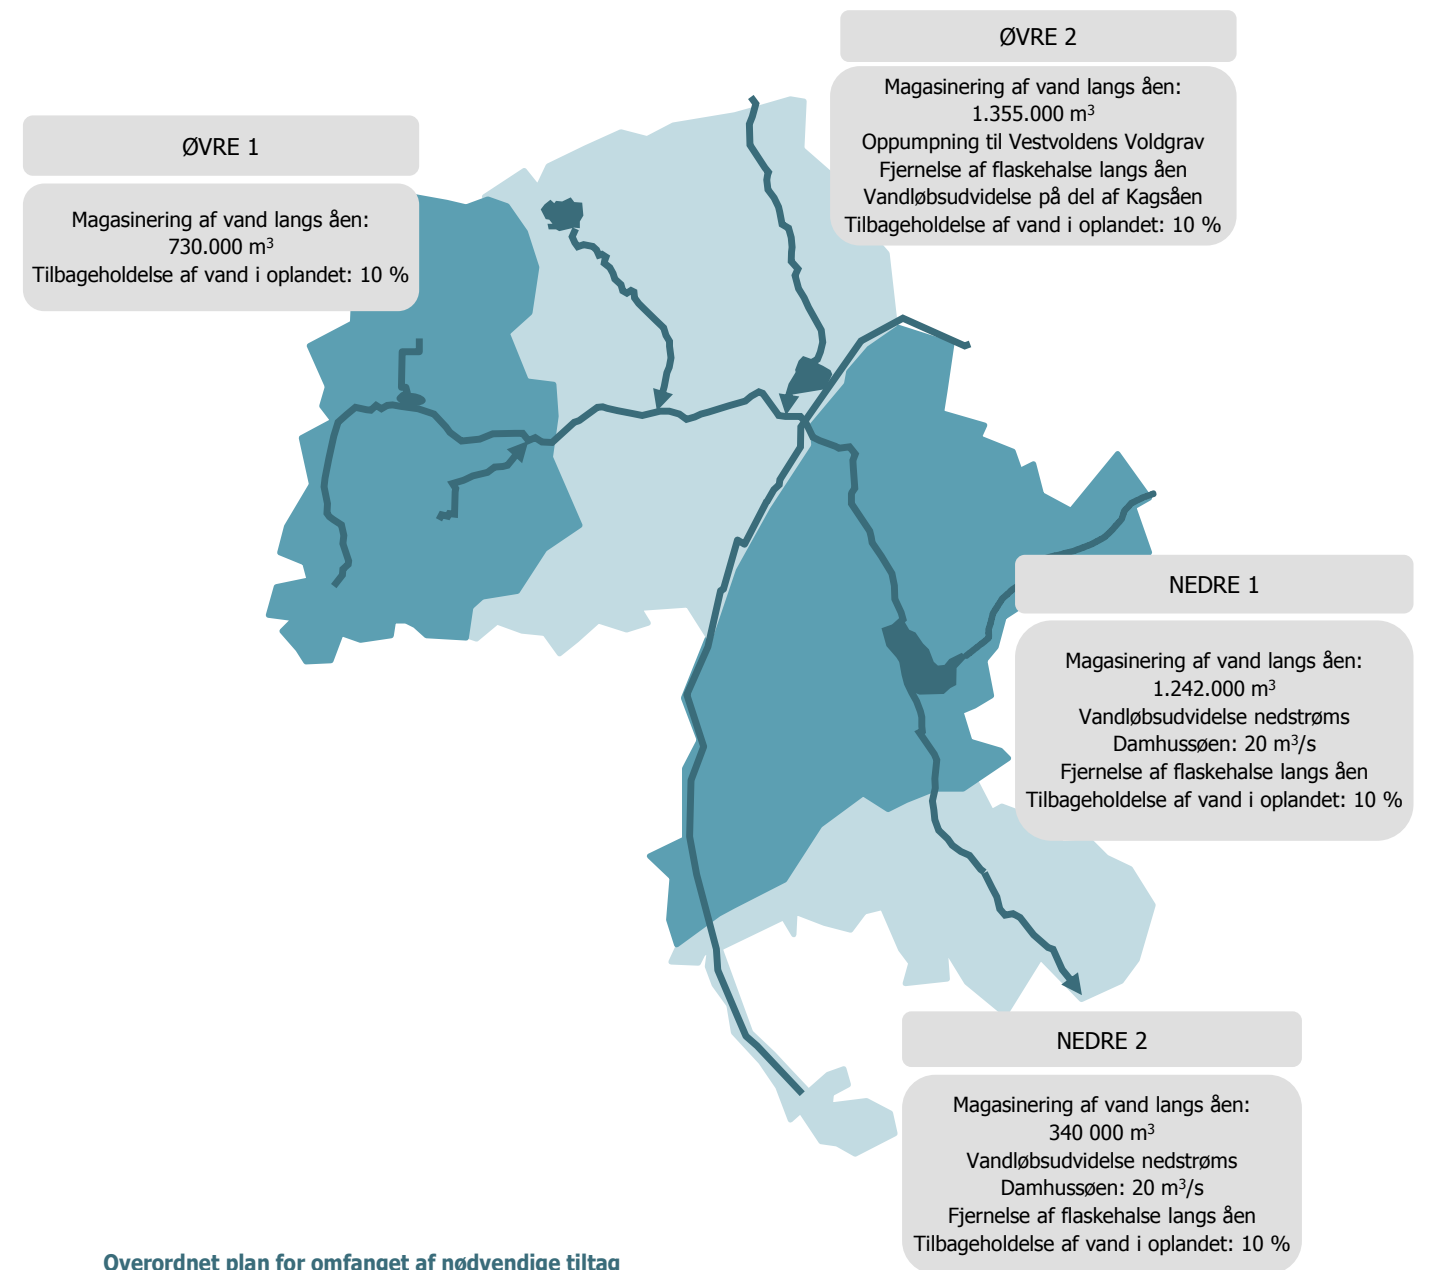 ØVRE 2
Magasinering af vand langs åen:
1.355.000 m³
Oppumpning til Vestvoldens Voldgrav
Fjernelse af flaskehalse langs åen
Vandløbsudvidelse på del af Kagsåen
Tilbageholdelse af vand i oplandet: 10 %
ØVRE 1
Magasinering af vand langs åen:
730.000 m³
Tilbageholdelse af vand i oplandet: 10 %
NEDRE 1
Magasinering af vand langs åen:
1.242.000 m³
Vandløbsudvidelse nedstrøms
Damhussøen: 20 m³/s
Fjernelse af flaskehalse langs åen
Tilbageholdelse af vand i oplandet: 10 %
NEDRE 2
Magasinering af vand langs åen:
340 000 m³
Vandløbsudvidelse nedstrøms
Damhussøen: 20 m³/s
Fjernelse af flaskehalse langs åen
Tilbageholdelse af vand i oplandet: 10 %
Overordnet plan for omfanget af nødvendige tiltag